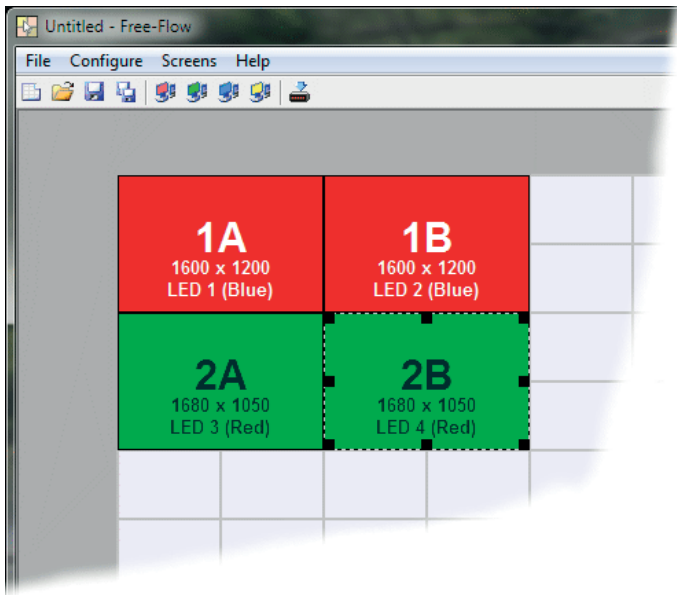 Untitled - Free-Flow
File Configure Screens Help
1A
1600 x 1200
LED 1 (Blue)
1B
1600 x 1200
LED 2 (Blue)
2A
1680 x 1050
LED 3 (Red)
2B
1680 x 1050
LED 4 (Red)